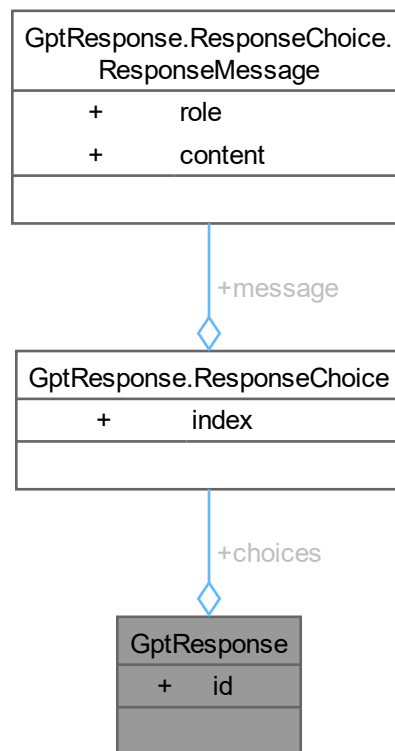 GptResponse.ResponseChoice.
ResponseMessage
+ role
+ content
+message
GptResponse.ResponseChoice
+ index
+choices
GptResponse
+ id